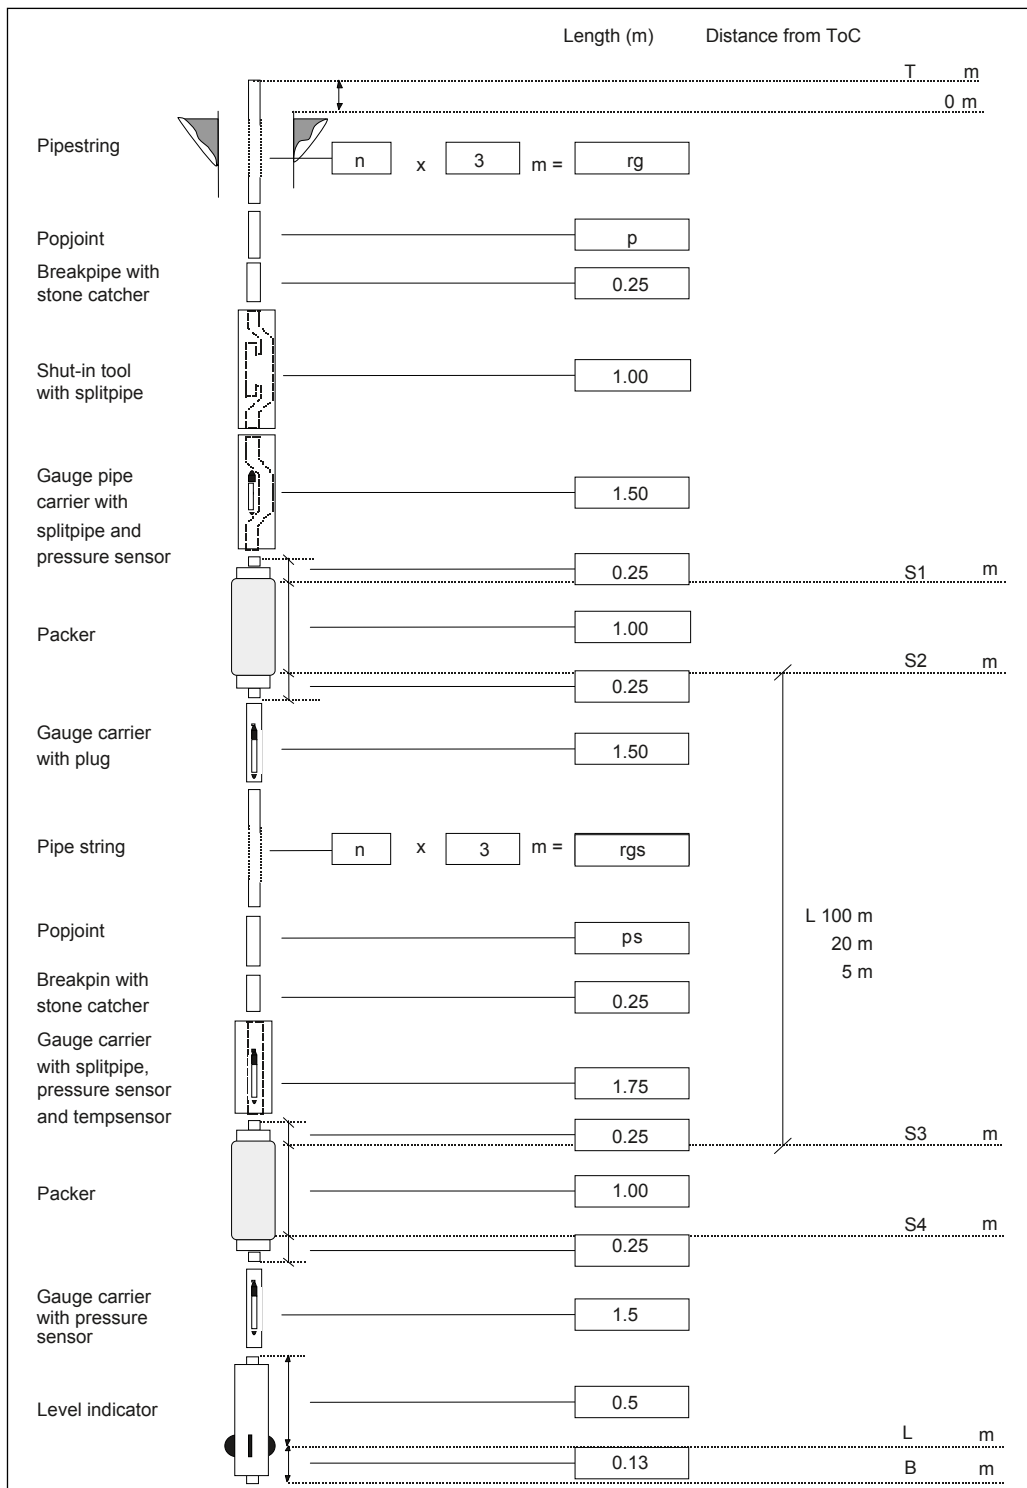 Length (m) Distance from ToC
T m
0 m
Pipestring n x 3 m = rg
Popjoint p
Breakpipe with
stone catcher 0.25
Shut-in tool
with splitpipe 1.00
Gauge pipe
carrier with
splitpipe and
pressure sensor 1.50
0.25 S1 m
Packer 1.00
S2 m
0.25
Gauge carrier
with plug 1.50
Pipe string n x 3 m = rgs
L 100 m
20 m
5 m
Popjoint ps
Breakpin with
stone catcher 0.25
Gauge carrier
with splitpipe,
pressure sensor
and tempsensor 1.75
0.25 S3 m
Packer 1.00
S4 m
0.25
Gauge carrier
with pressure
sensor 1.5
Level indicator 0.5
L m
0.13
B m